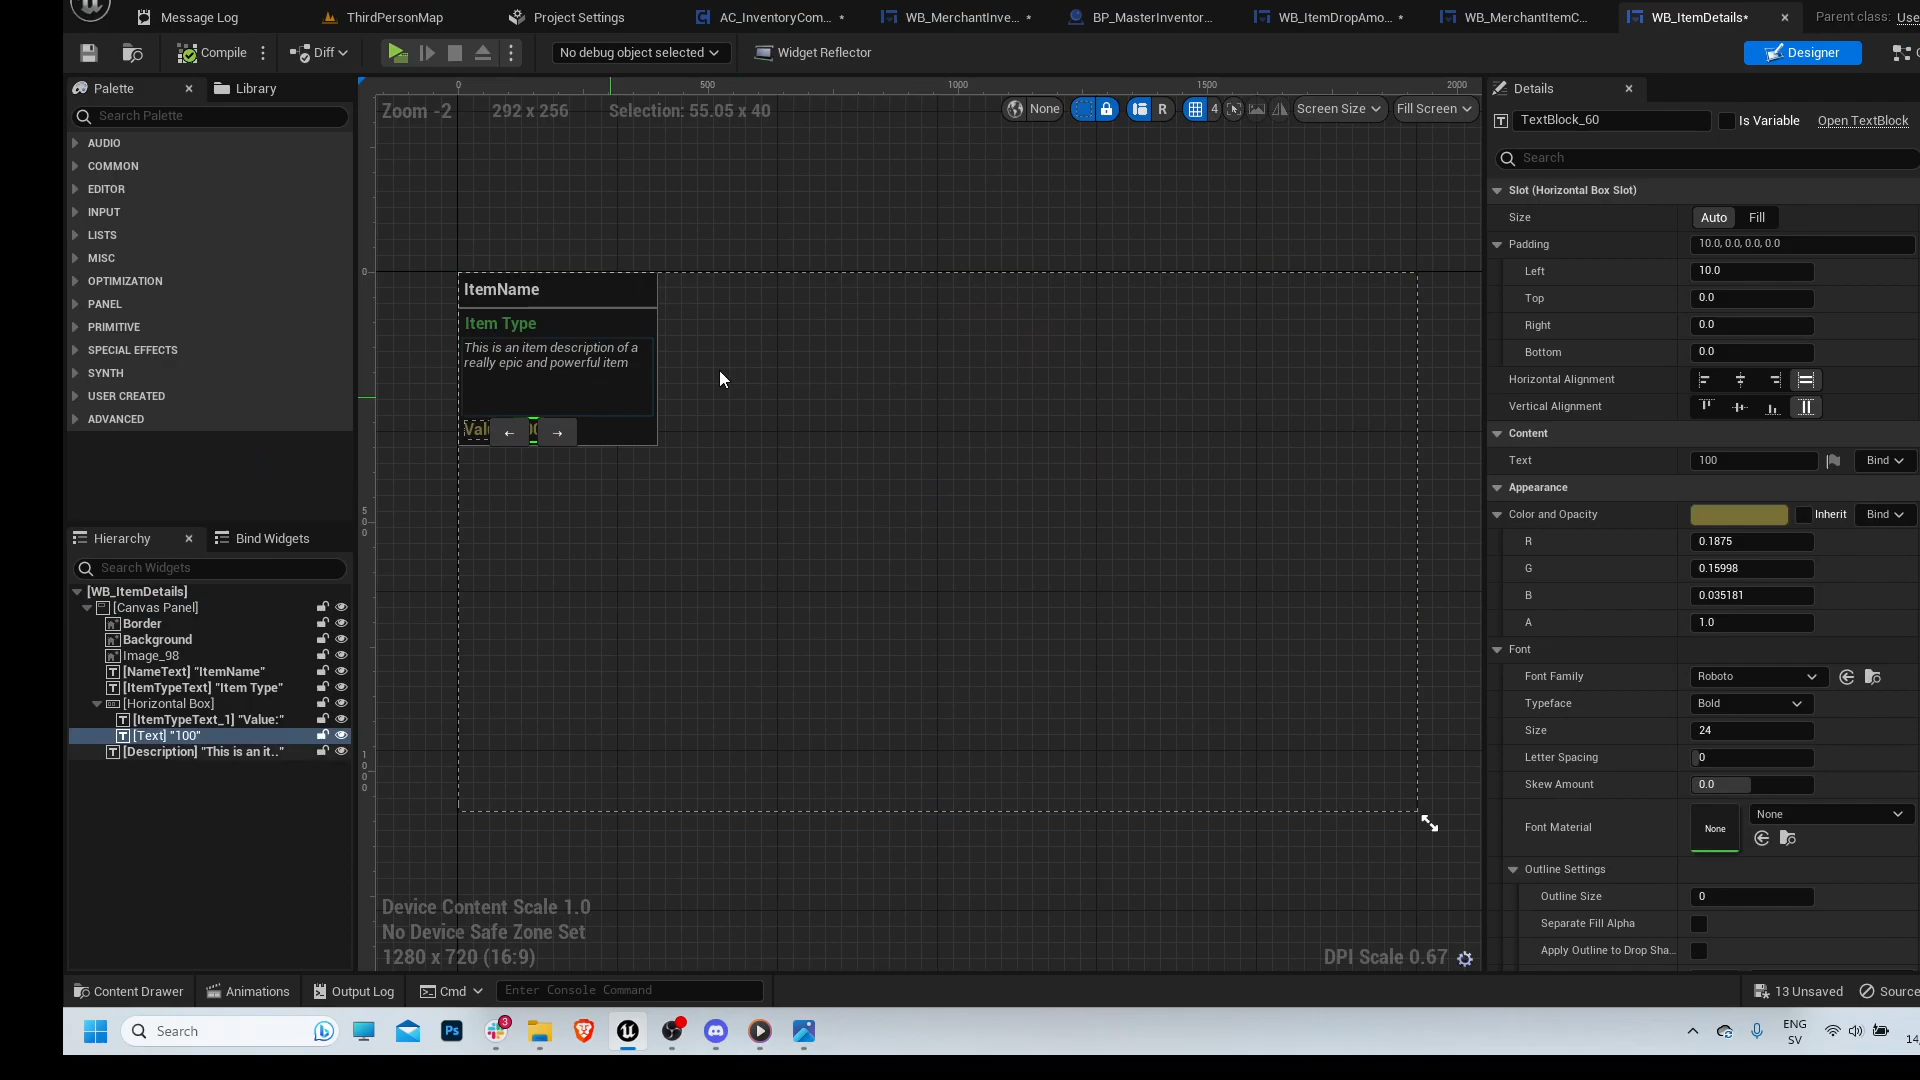 Message Log
ThirdPersonMap
Project Settings
AC_InventoryCom... *
WB_MerchantInve... *
BP_MasterInventor...
WB_ItemDropAmo... *
WB_MerchantItemC...
WB_ItemDetails*
Parent class:
Compile
Diff
No debug object selected
Widget Reflector
Designer
Palette
Library
Search Palette
AUDIO
COMMON
EDITOR
INPUT
LISTS
MISC
OPTIMIZATION
PANEL
PRIMITIVE
SPECIAL EFFECTS
SYNTH
USER CREATED
ADVANCED
Hierarchy
Bind Widgets
Search Widgets
[WB_ItemDetails]
[Canvas Panel]
Border
Background
Image_98
[NameText] "ItemName"
[ItemTypeText] "Item Type"
[Horizontal Box]
[ItemTypeText_1] "Value:"
[Text] "100"
[Description] "This is an it.."
0
500
1000
1500
2000
Zoom -2
292 x 256
Selection: 55.05 x 40
None
R
4
Screen Size
Fill Screen
0
500
1000
ItemName
Item Type
This is an item description of a
really epic and powerful item
Device Content Scale 1.0
No Device Safe Zone Set
1280 x 720 (16:9)
DPI Scale 0.67
Details
TextBlock_60
Is Variable
Open TextBlock
Search
Slot (Horizontal Box Slot)
Size
Auto
Fill
Padding
10.0, 0.0, 0.0, 0.0
Left
10.0
Top
0.0
Right
0.0
Bottom
0.0
Horizontal Alignment
Vertical Alignment
Content
Text
100
Bind
Appearance
Color and Opacity
Inherit
Bind
R
0.1875
G
0.15998
B
0.035181
A
1.0
Font
Font Family
Roboto
Typeface
Bold
Size
24
Letter Spacing
0
Skew Amount
0.0
Font Material
None
None
Outline Settings
Outline Size
0
Separate Fill Alpha
Apply Outline to Drop Sha...
Content Drawer
Animations
Output Log
Cmd
Enter Console Command
13 Unsaved
Source
Search
Ps
3
ENG
SV